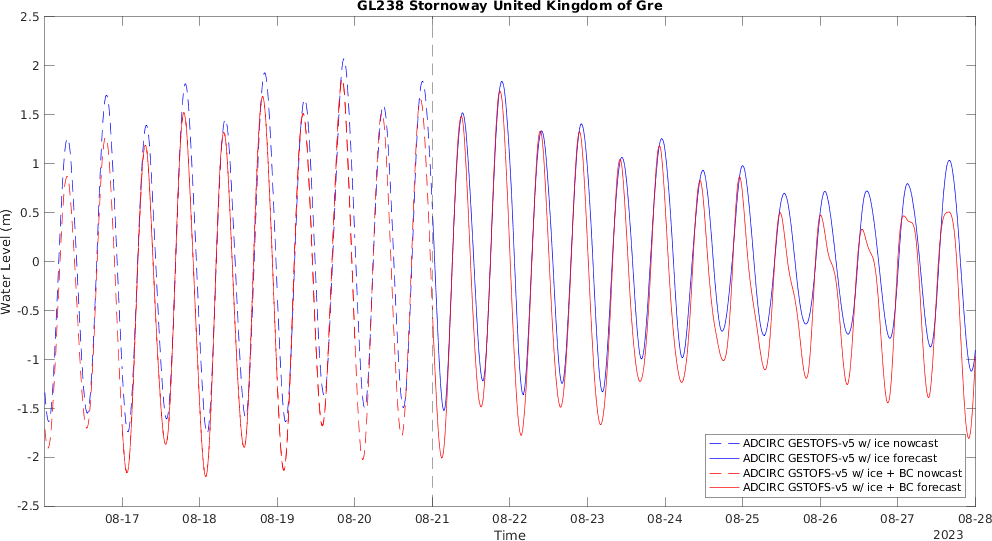 GL238 Stornoway United Kingdom of Gre
2.5
2
1.5
1
0.5
0
-0.5
-1
-1.5
-2
-2.5
Water Level (m)
08-17 08-18 08-19 08-20 08-21 08-22 08-23 08-24 08-25 08-26 08-27 08-28
Time
2023
ADCIRC GESTOFS-v5 w/ ice nowcast
ADCIRC GESTOFS-v5 w/ ice forecast
ADCIRC GSTOFS-v5 w/ ice + BC nowcast
ADCIRC GSTOFS-v5 w/ ice + BC forecast